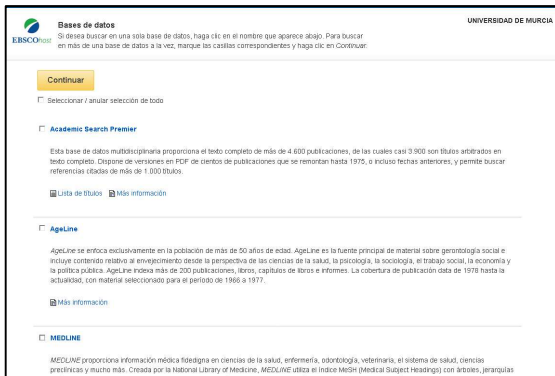 EBSCOhost
Bases de datos
UNIVERSIDAD DE MURCIA
Si desea buscar en una sola base de datos, haga clic en el nombre que aparece abajo. Para buscar
en más de una base de datos a la vez, marque las casillas correspondientes y haga clic en Continuar.
Continuar
Seleccionar / anular selección de todo
Academic Search Premier
Esta base de datos multidisciplinaria proporciona el texto completo de más de 4.600 publicaciones, de las cuales casi 3.900 son títulos arbitrados en
texto completo. Dispone de versiones en PDF de cientos de publicaciones que se remontan hasta 1975, o incluso fechas anteriores, y permite buscar
referencias citadas de más de 1.000 títulos.
Lista de títulos Más información
AgeLine
AgeLine se enfoca exclusivamente en la población de más de 50 años de edad. AgeLine es la fuente principal de material sobre gerontología social e
incluye contenido relativo al envejecimiento desde la perspectiva de las ciencias de la salud, la psicología, la sociología, el trabajo social, la economía y
la política pública. AgeLine indexa más de 200 publicaciones, libros, capítulos de libros e informes. La cobertura de publicación data de 1978 hasta la
actualidad, con material seleccionado para el período de 1966 a 1977.
Más información
MEDLINE
MEDLINE proporciona información médica fidedigna en ciencias de la salud, enfermería, odontología, veterinaria, el sistema de salud, ciencias
preclínicas y mucho más. Creada por la National Library of Medicine, MEDLINE utiliza el índice MeSH (Medical Subject Headings) con árboles, jerarquías